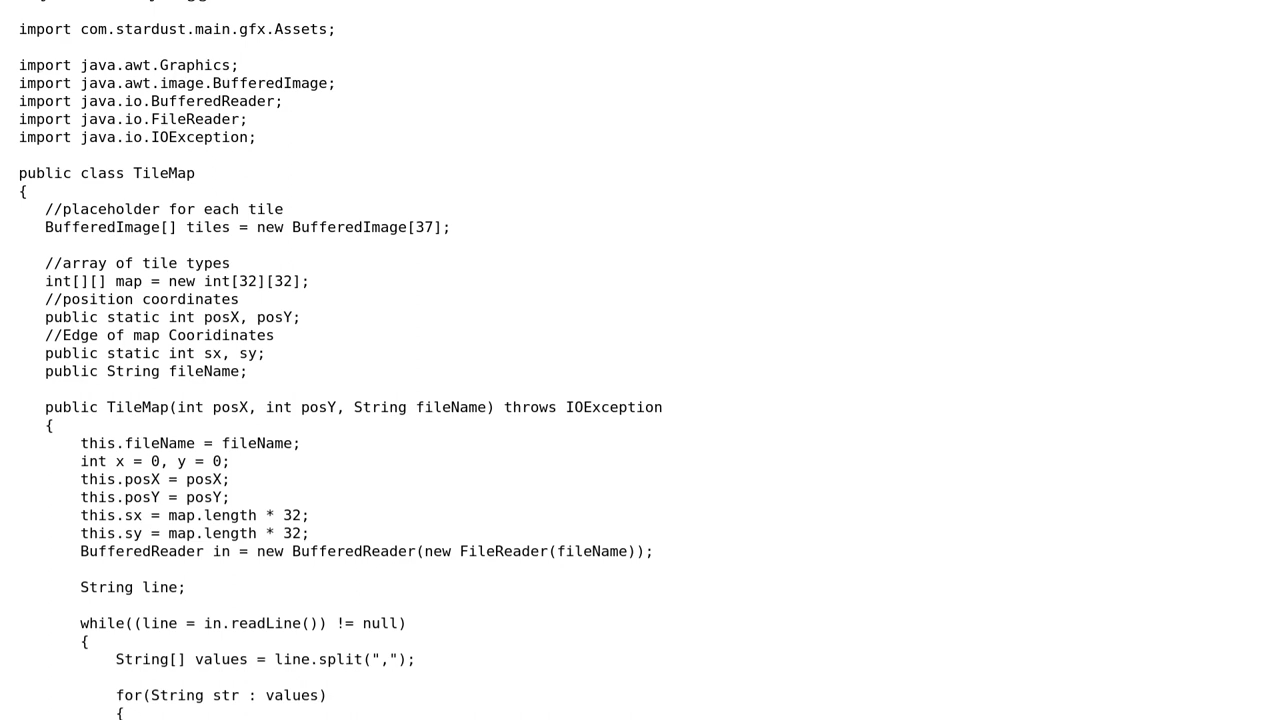 import com.stardust.main.gfx.Assets;
import java.awt.Graphics;
import java.awt.image.BufferedImage;
import java.io.BufferedReader;
import java.io.FileReader;
import java.io.IOException;
public class TileMap
{
//placeholder for each tile
BufferedImage[] tiles = new BufferedImage[37];
//array of tile types
int[][] map = new int[32][32];
//position coordinates
public static int posX, posY;
//Edge of map Cooridinates
public static int sx, sy;
public String fileName;
public TileMap(int posX, int posY, String fileName) throws IOException
{
this.fileName = fileName;
int x = 0, y = 0;
this.posX = posX;
this.posY = posY;
this.sx = map.length * 32;
this.sy = map.length * 32;
BufferedReader in = new BufferedReader(new FileReader(fileName));
String line;
while((line = in.readLine()) != null)
{
String[] values = line.split(",");
for(String str : values)
{